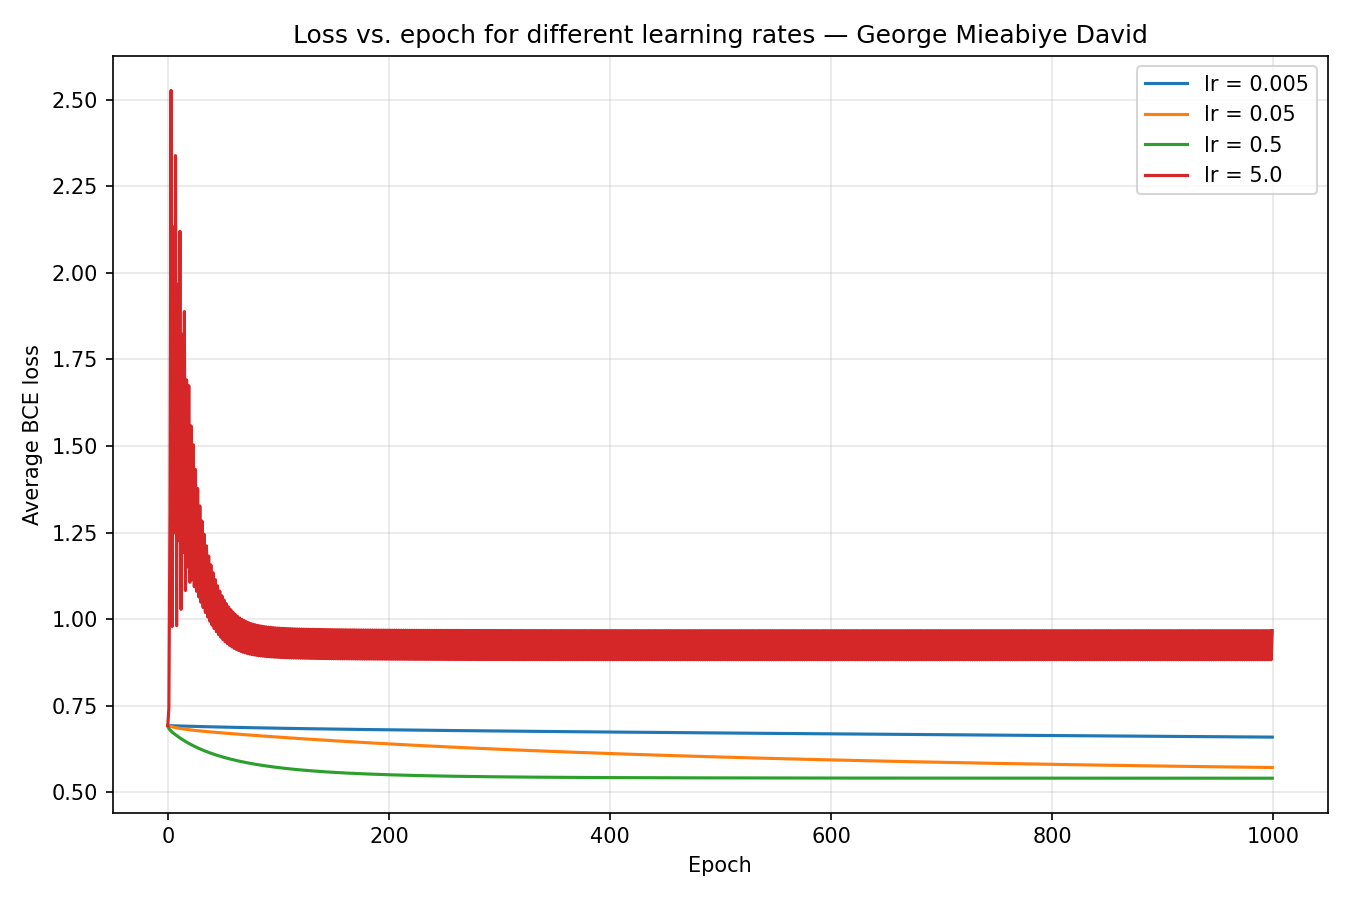 Loss vs. epoch for different learning rates — George Mieabiye David
lr = 0.005
lr = 0.05
lr = 0.5
lr = 5.0
Average BCE loss
2.50
2.25
2.00
1.75
1.50
1.25
1.00
0.75
0.50
0 200 400 600 800 1000
Epoch